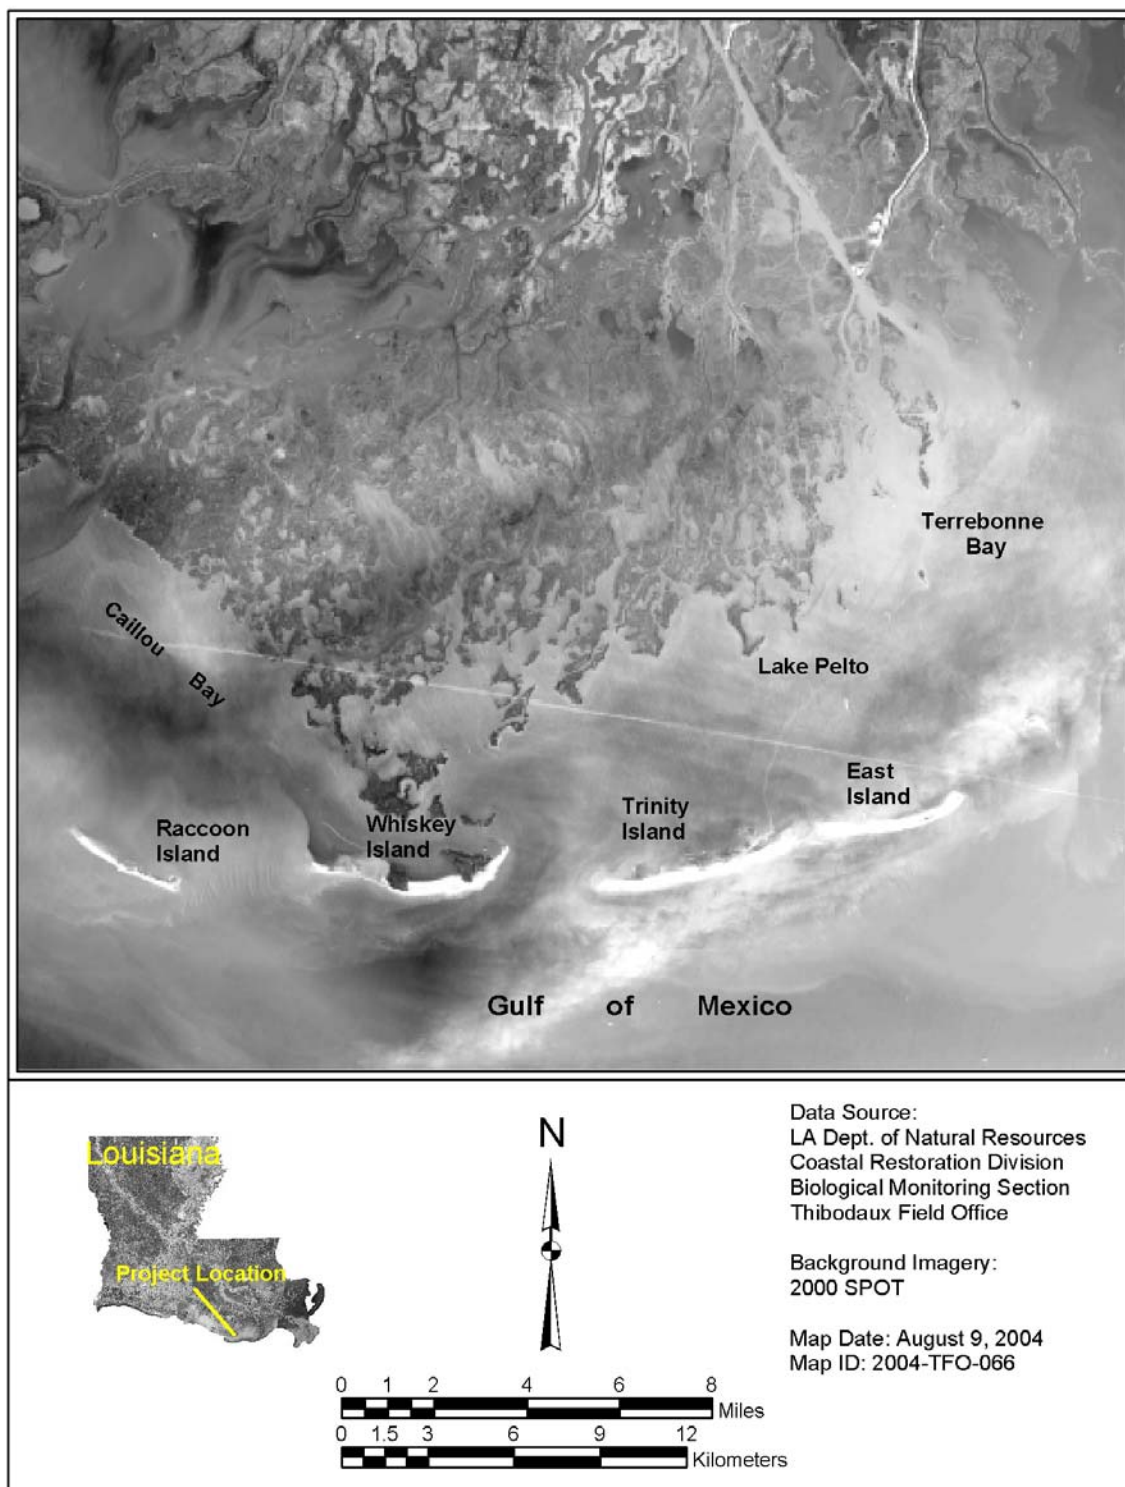 Terrebonne
Bay
Caillou
Bay
Lake Pelto
East
Island
Trinity
Island
Whiskey
Island
Raccoon
Island
Gulf of Mexico
Louisiana
Project Location
N
Data Source:
LA Dept. of Natural Resources
Coastal Restoration Division
Biological Monitoring Section
Thibodaux Field Office
Background Imagery:
2000 SPOT
Map Date: August 9, 2004
Map ID: 2004-TFO-066
0 1 2 4 6 8
Miles
0 1.5 3 6 9 12
Kilometers